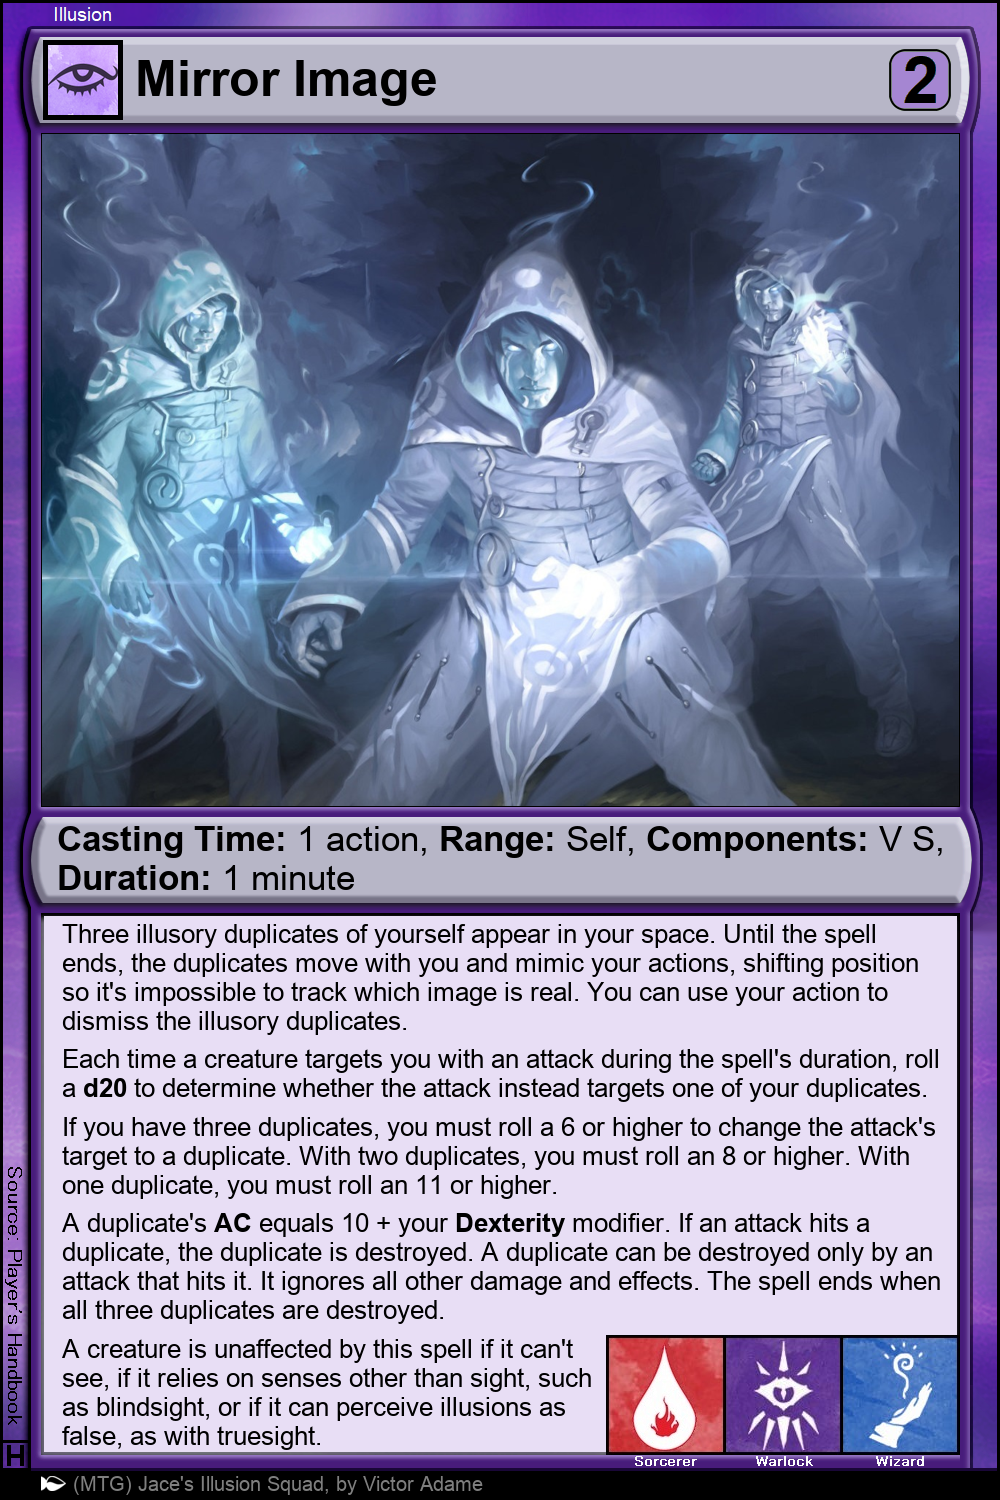 Illusion
Mirror Image
2
Casting Time: 1 action, Range: Self, Components: V S,
Duration: 1 minute
Three illusory duplicates of yourself appear in your space. Until the spell
ends, the duplicates move with you and mimic your actions, shifting position
so it's impossible to track which image is real. You can use your action to
dismiss the illusory duplicates.
Each time a creature targets you with an attack during the spell's duration, roll
a d20 to determine whether the attack instead targets one of your duplicates.
If you have three duplicates, you must roll a 6 or higher to change the attack's
target to a duplicate. With two duplicates, you must roll an 8 or higher. With
one duplicate, you must roll an 11 or higher.
A duplicate's AC equals 10 + your Dexterity modifier. If an attack hits a
duplicate, the duplicate is destroyed. A duplicate can be destroyed only by an
attack that hits it. It ignores all other damage and effects. The spell ends when
all three duplicates are destroyed.
A creature is unaffected by this spell if it can't
see, if it relies on senses other than sight, such
as blindsight, or if it can perceive illusions as
false, as with truesight.
Sorcerer
Warlock
Wizard
Source: Player's Handbook
H
(MTG) Jace's Illusion Squad, by Victor Adame